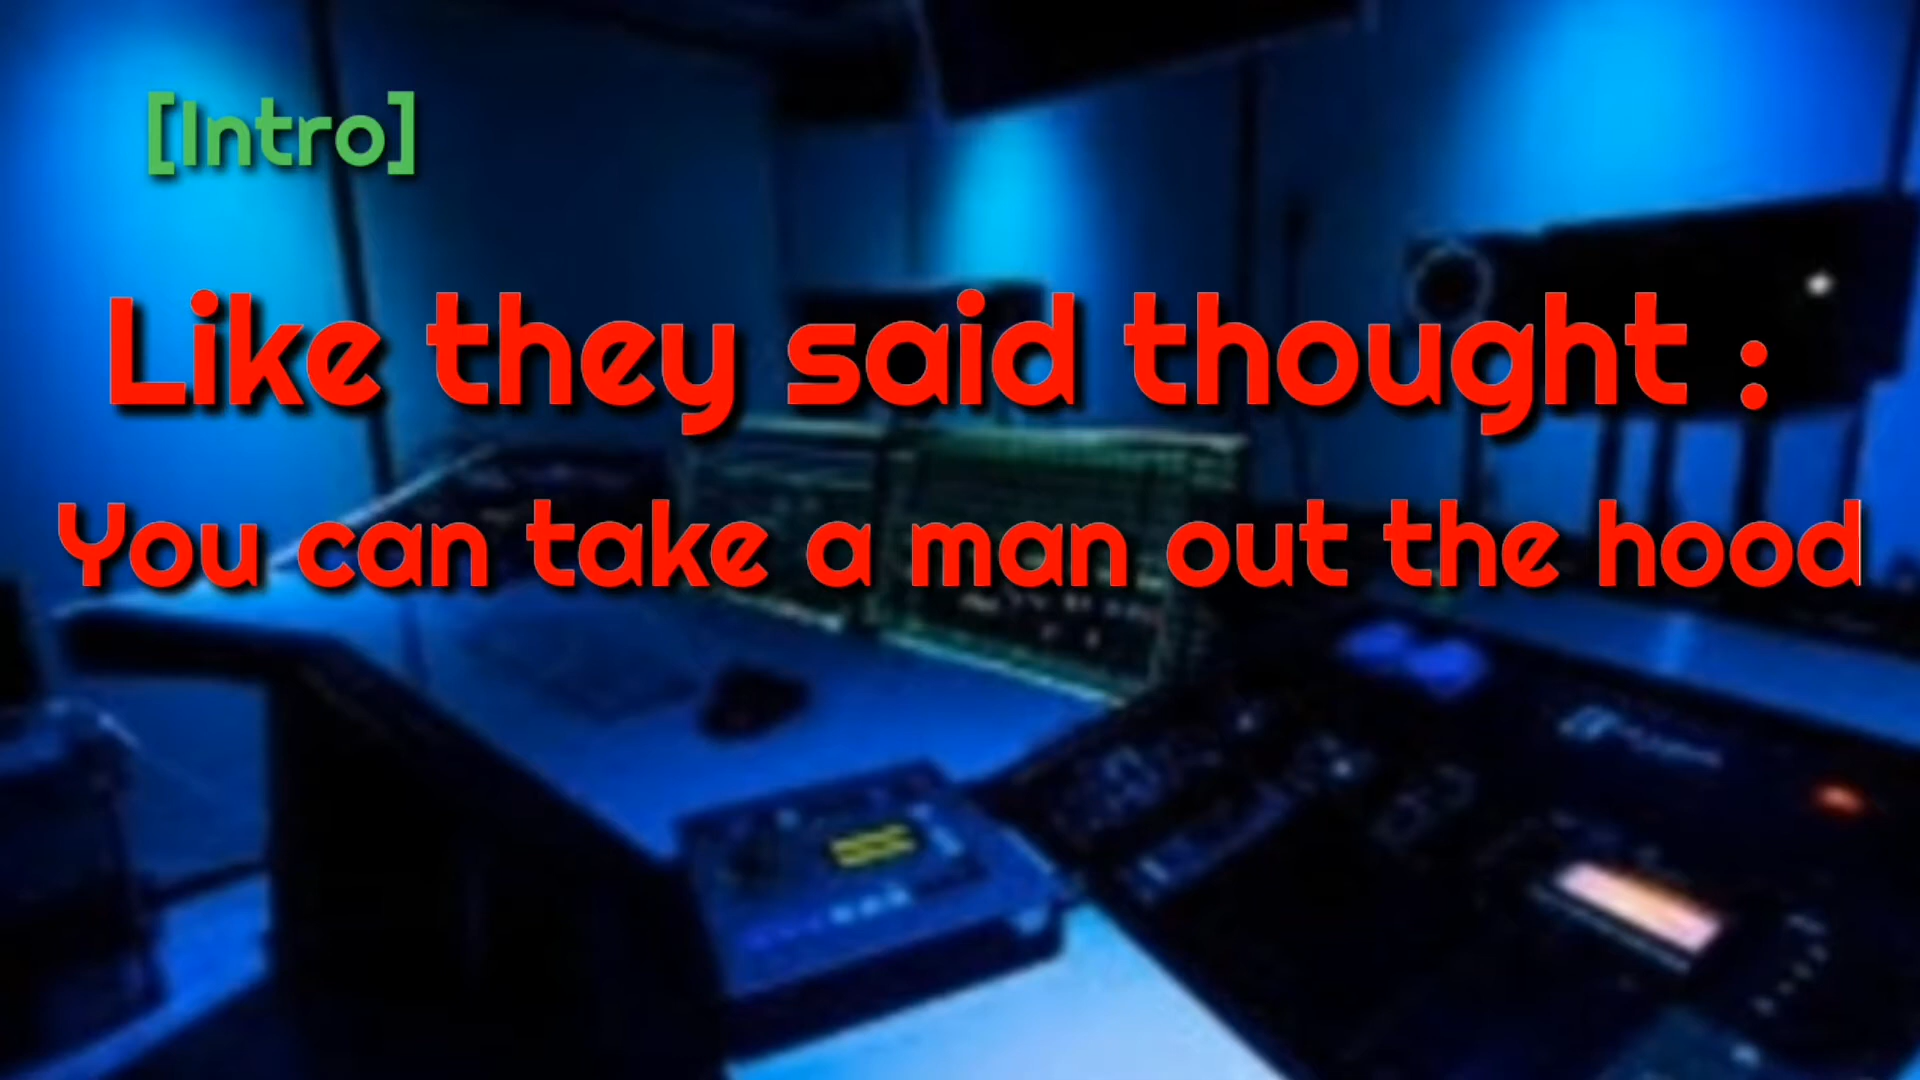 [Intro]
Like they said thought :
You can take a man out the hood